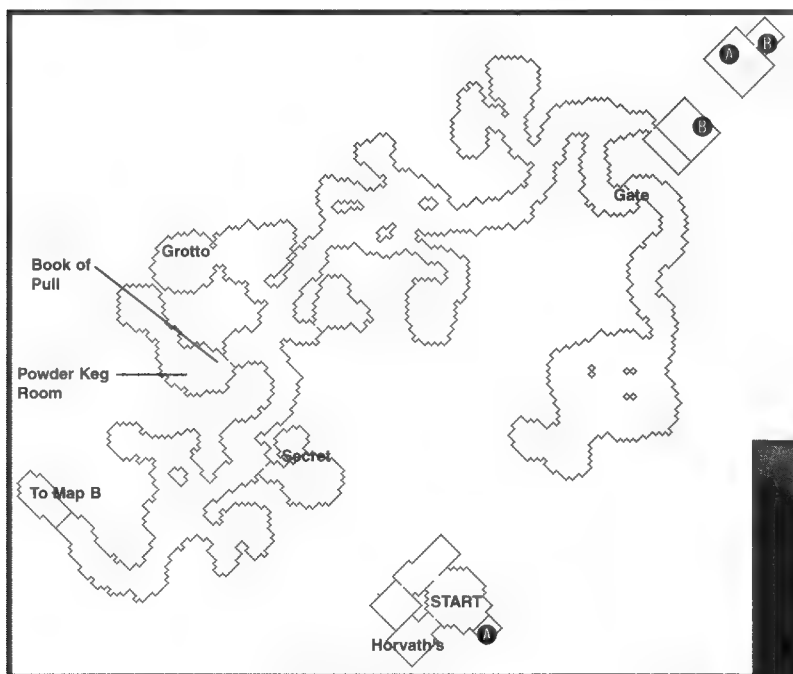 A
B
B
Gate
Grotto
Book of
Pull
Powder Keg
Room
Secret
To Map B
START
Horvath's
A